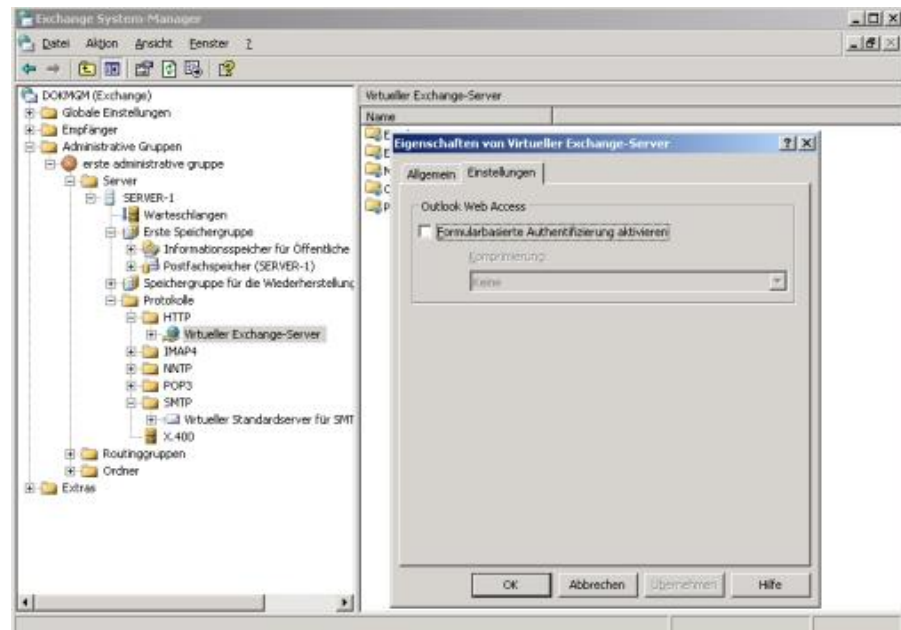 Exchange System-Manager
Datei Aktion Ansicht Fenster ?
DOKMGM (Exchange)
Globale Einstellungen
Empfänger
Administrative Gruppen
erste administrative gruppe
Server
SERVER-1
Warteschlangen
Erste Speichergruppe
Informationsspeicher für Öffentliche
Postfachspeicher (SERVER-1)
Speichergruppe für die Wiederherstellung
Protokolle
HTTP
Virtueller Exchange-Server
IMAP4
NNTP
POP3
SMTP
Virtueller Standardserver für SMT
X.400
Routinggruppen
Ordner
Extras
Virtueller Exchange-Server
Name
E
E
N
P
Eigenschaften von Virtueller Exchange-Server
Allgemein Einstellungen
Outlook Web Access
Formularbasierte Authentifizierung aktivieren
Komprimierung:
Keine
OK Abbrechen Übernehmen Hilfe